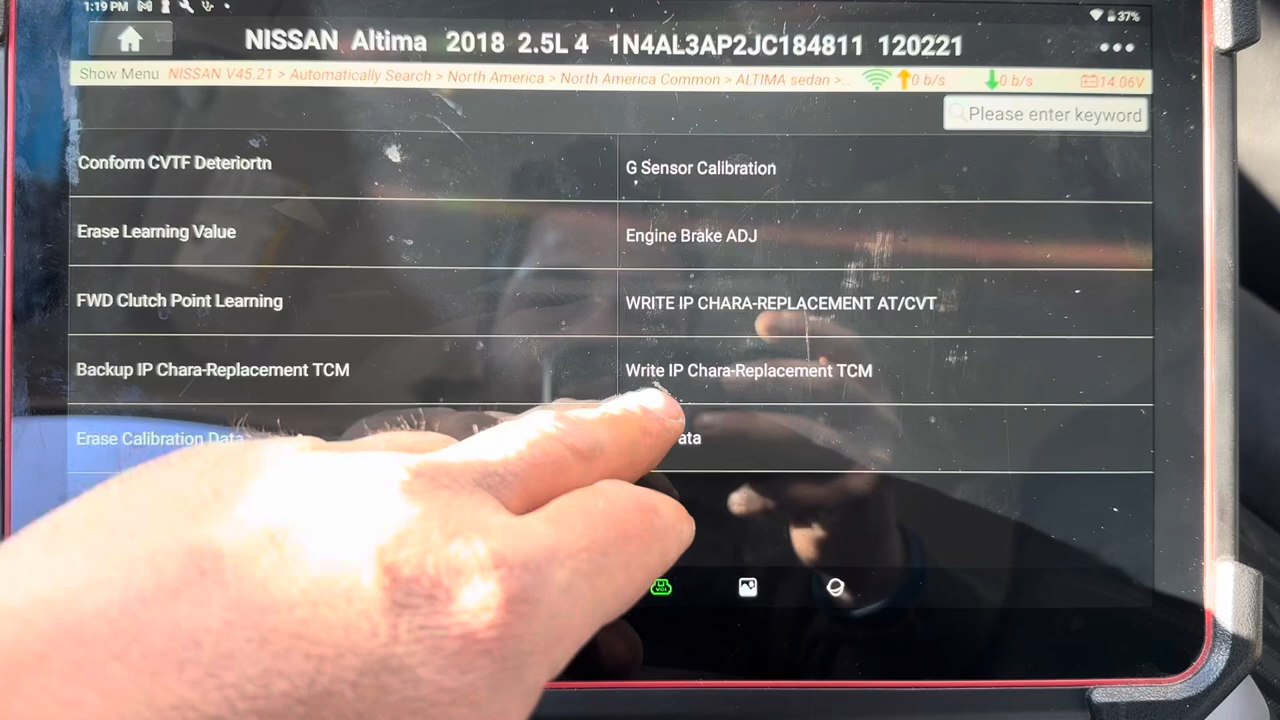 1:19 PM
37%
NISSAN Altima 2018 2.5L 4 1N4AL3AP2JC184811 120221
Show Menu NISSAN V45.21 > Automatically Search > North America > North America Common > ALTIMA sedan >... 0 b/s 0 b/s 14.06V
Please enter keyword
Conform CVTF Deteriortn G Sensor Calibration
Erase Learning Value Engine Brake ADJ
FWD Clutch Point Learning WRITE IP CHARA-REPLACEMENT AT/CVT
Backup IP Chara-Replacement TCM Write IP Chara-Replacement TCM
Erase Calibration Data ata
VCI